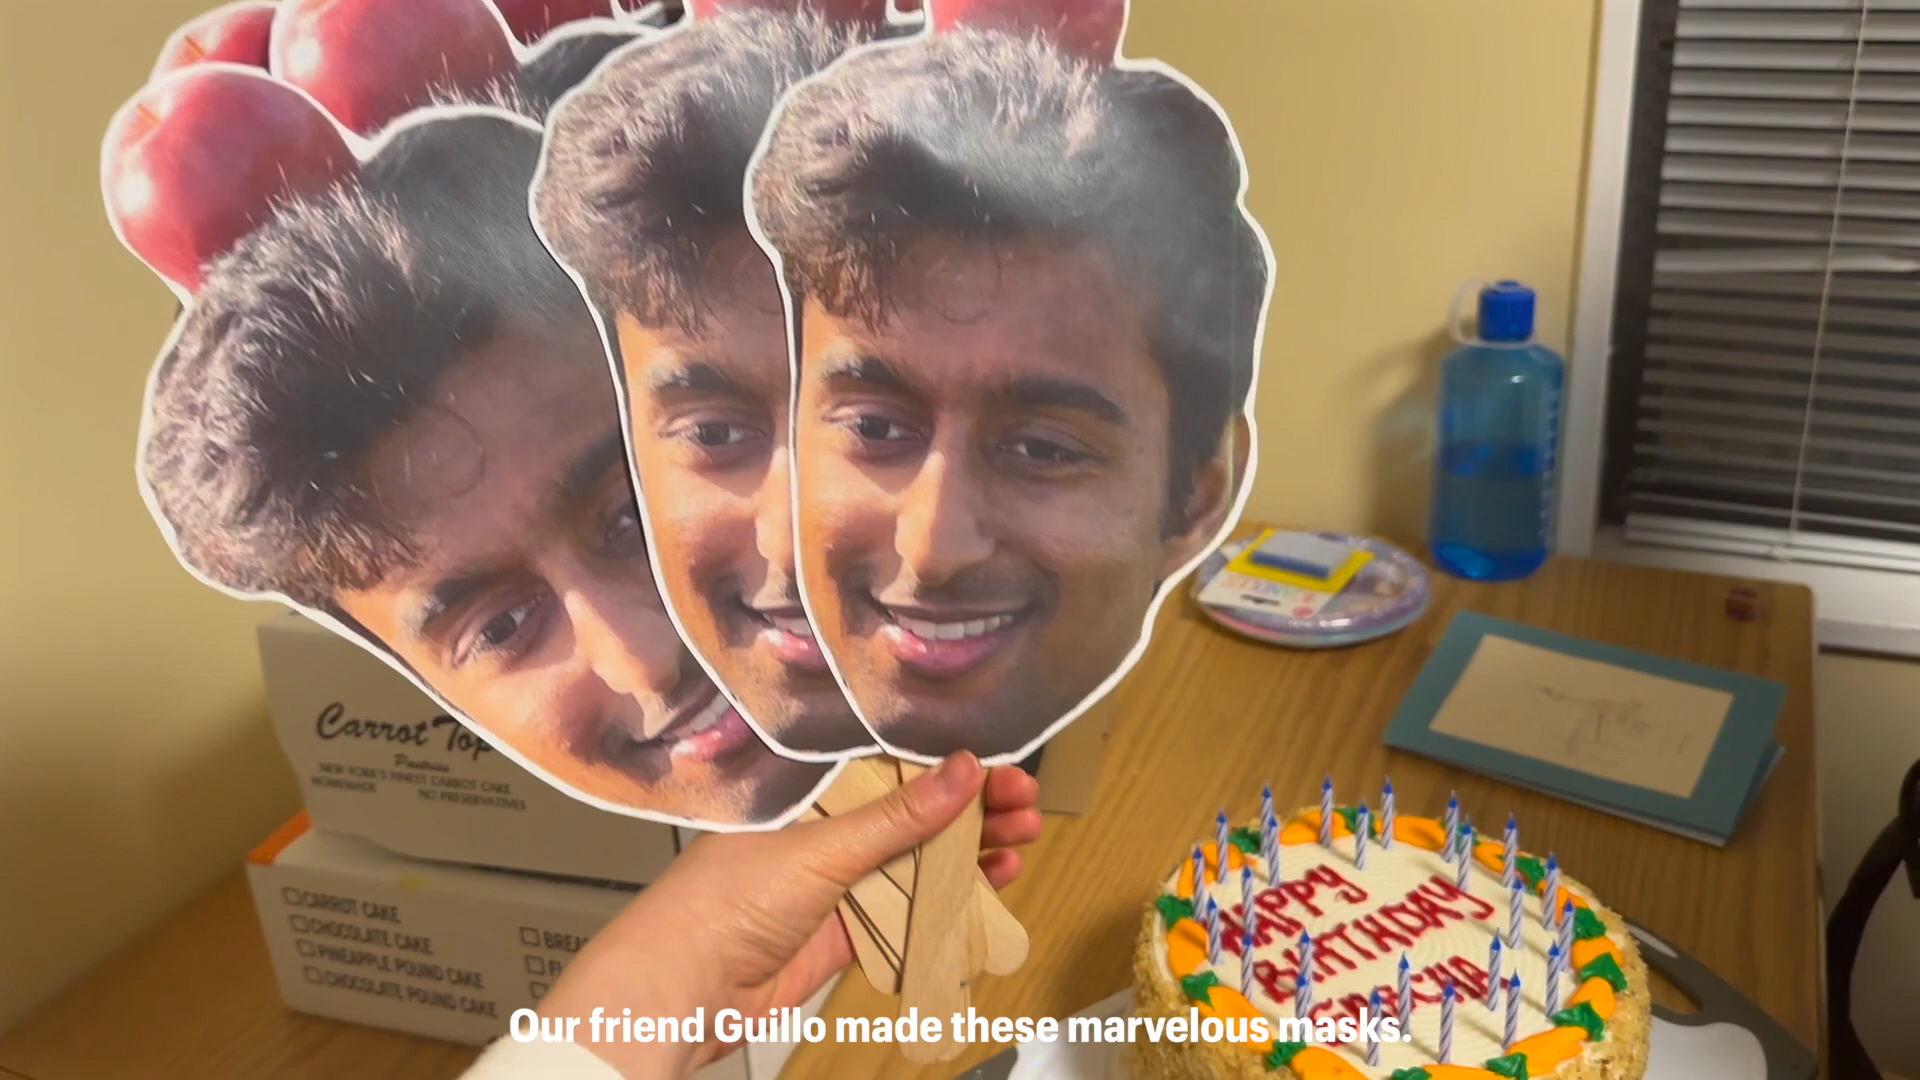 Carrot Top
Pastries
NEW YORK'S FINEST CARROT CAKE
HOMEMADE NO PRESERVATIVES
CARROT CAKE
CHOCOLATE CAKE
PINEAPPLE POUND CAKE
CHOCOLATE POUND CAKE
HAPPY
BIRTHDAY
Our friend Guillo made these marvelous masks.